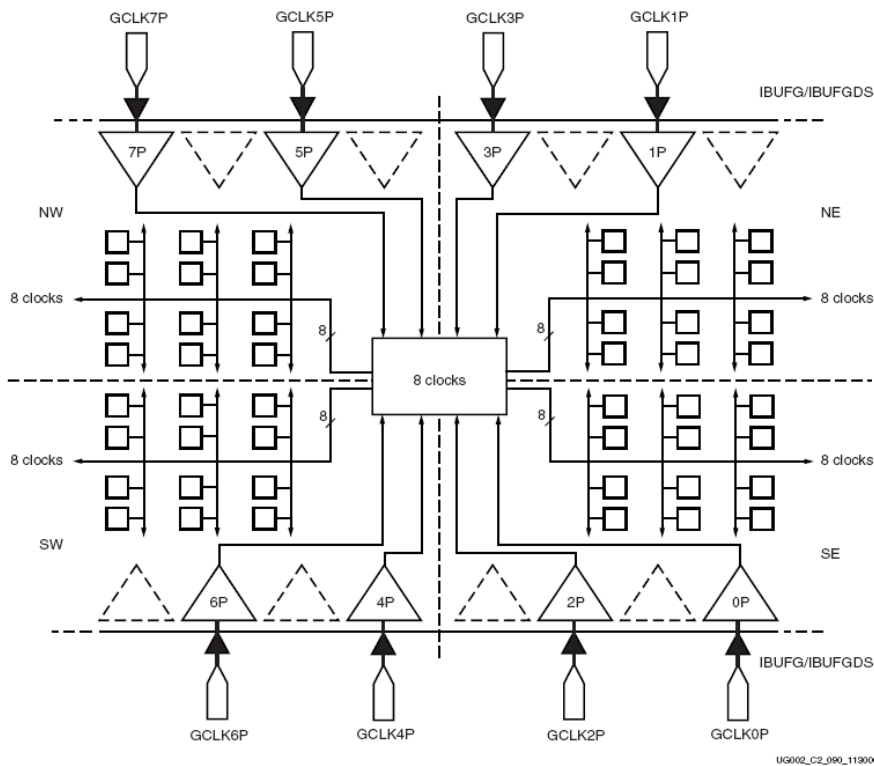 GCLK7P GCLK5P GCLK3P GCLK1P
IBUFG/IBUFGDS
7P 5P 3P 1P
NW NE
8 clocks 8 8 8 clocks
8 clocks
8 8
8 clocks 8 clocks
SW SE
6P 4P 2P 0P
IBUFG/IBUFGDS
GCLK6P GCLK4P GCLK2P GCLK0P